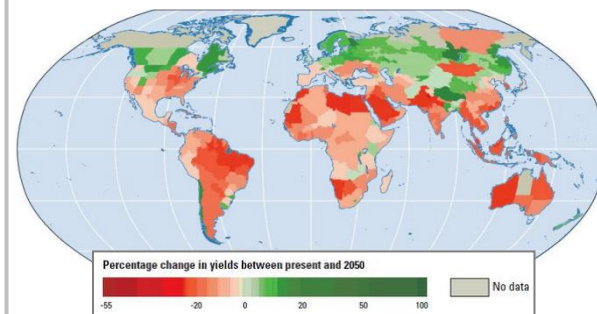 Percentage change in yields between present and 2050
-55 -20 0 20 50 100
No data